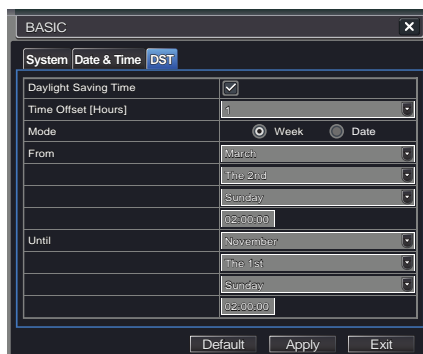 BASIC
System Date & Time DST
Daylight Saving Time
Time Offset [Hours] 1
Mode Week Date
From March
The 2nd
Sunday
02:00:00
Until November
The 1st
Sunday
02:00:00
Default Apply Exit